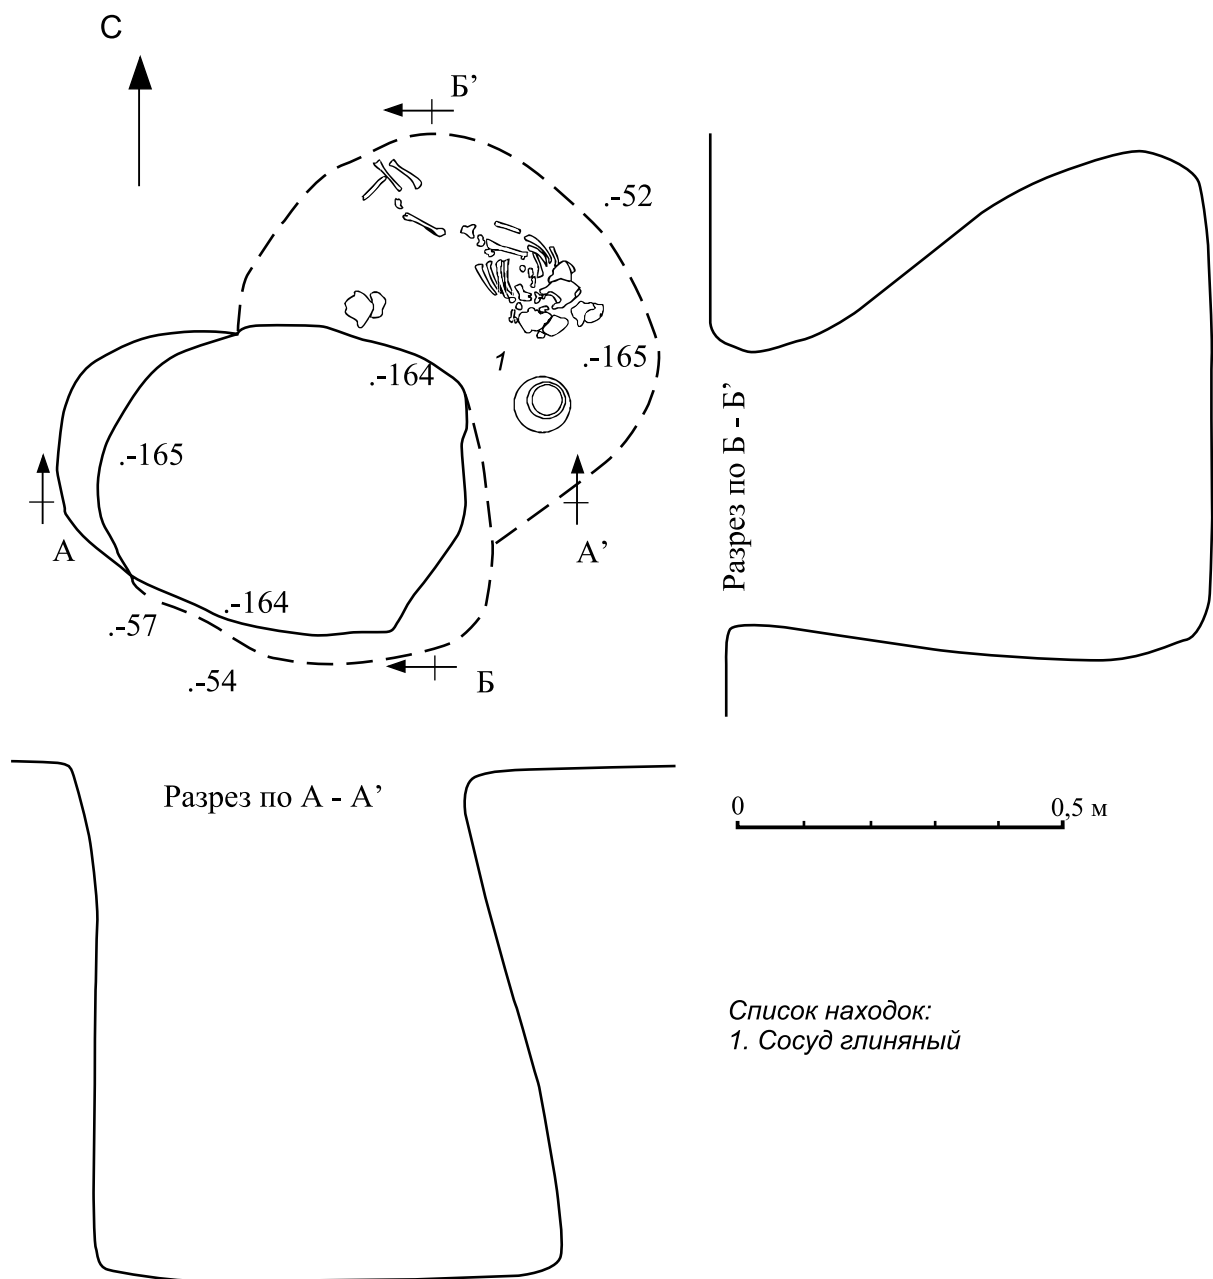 С
Б’
.-52
1
.-165
.-164
.-165
А
А’
.-164
.-57
.-54
Б
Разрез по Б - Б’
Разрез по А - А’
0
0,5 м
Список находок:
1. Сосуд глиняный